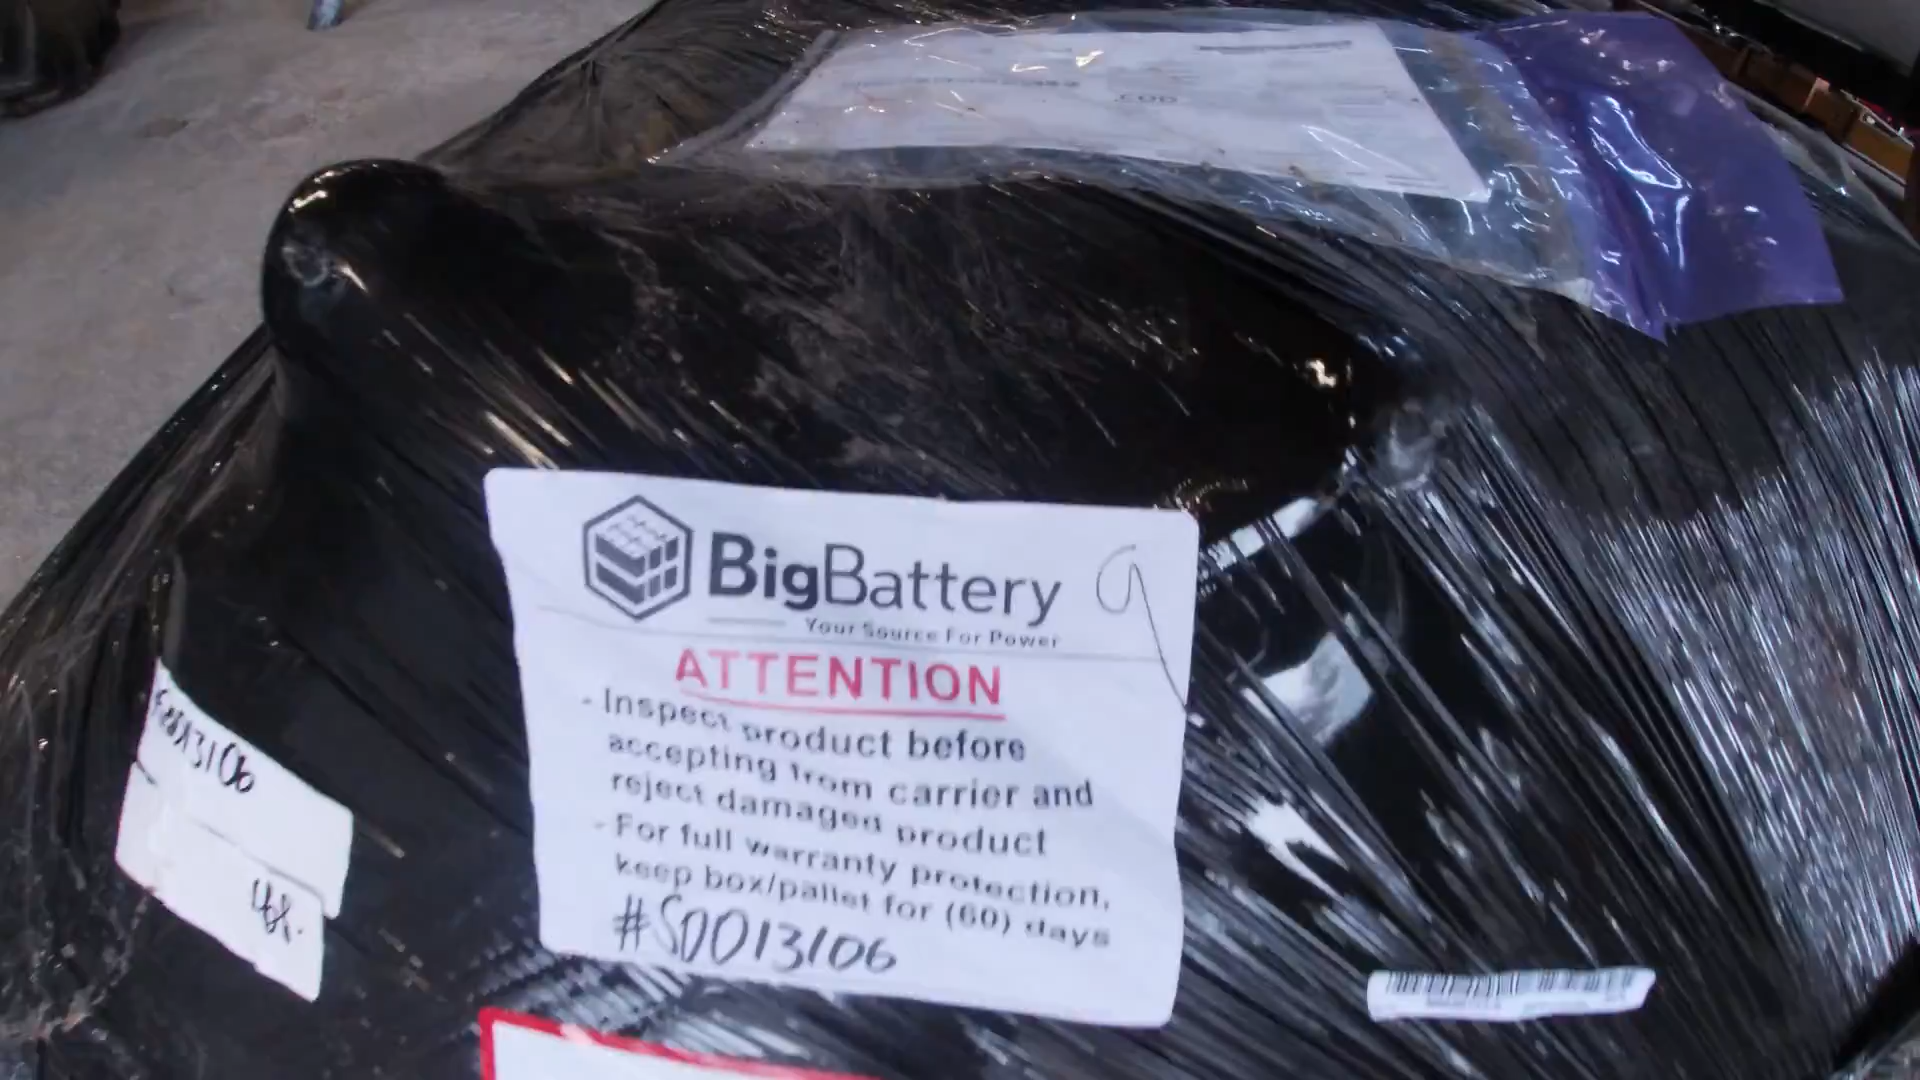 BigBattery
Your Source For Power
ATTENTION
- Inspect product before
accepting from carrier and
reject damaged product
- For full warranty protection,
keep box/pallet for (60) days
#SO013106